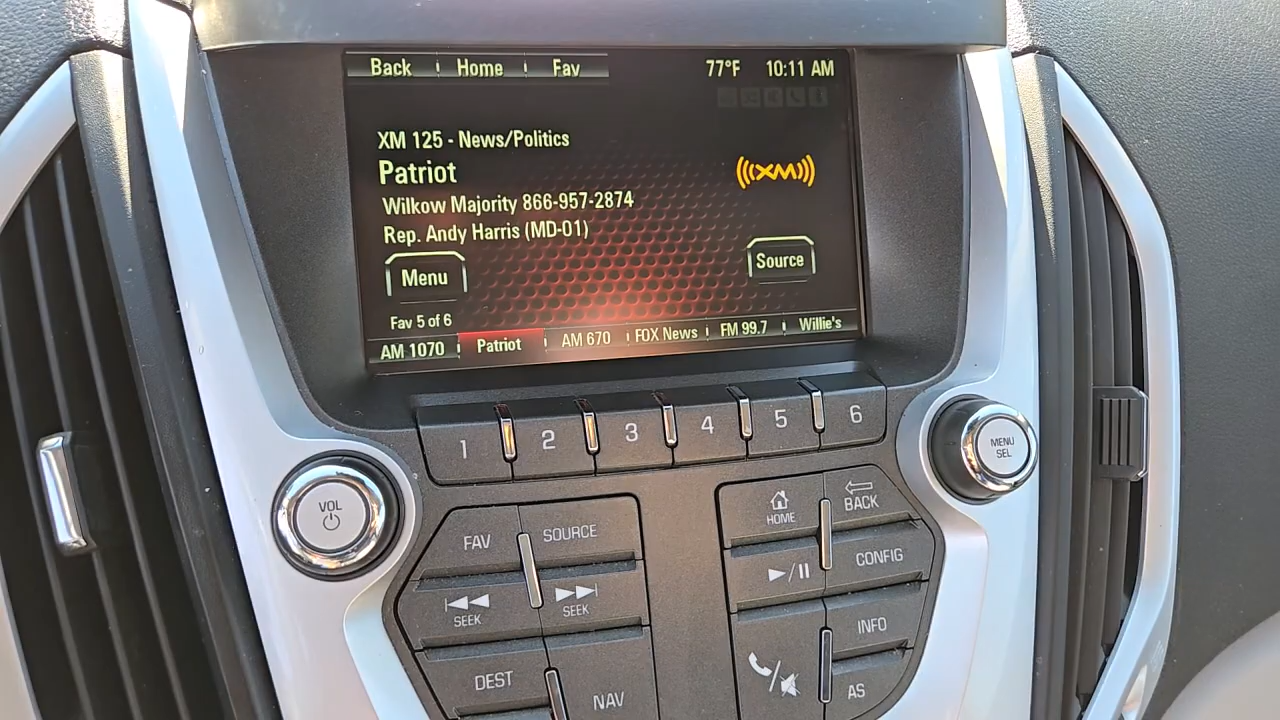 Back Home Fav 77°F 10:11 AM
XM 125 - News/Politics
Patriot
((XM))
Wilkow Majority 866-957-2874
Rep. Andy Harris (MD-01)
Menu
Source
Fav 5 of 6
AM 1070 Patriot AM 670 FOX News FM 99.7 Willie's
1 2 3 4 5 6
VOL
MENU
SEL
FAV
SOURCE
SEEK
SEEK
DEST
NAV
HOME
BACK
CONFIG
INFO
AS